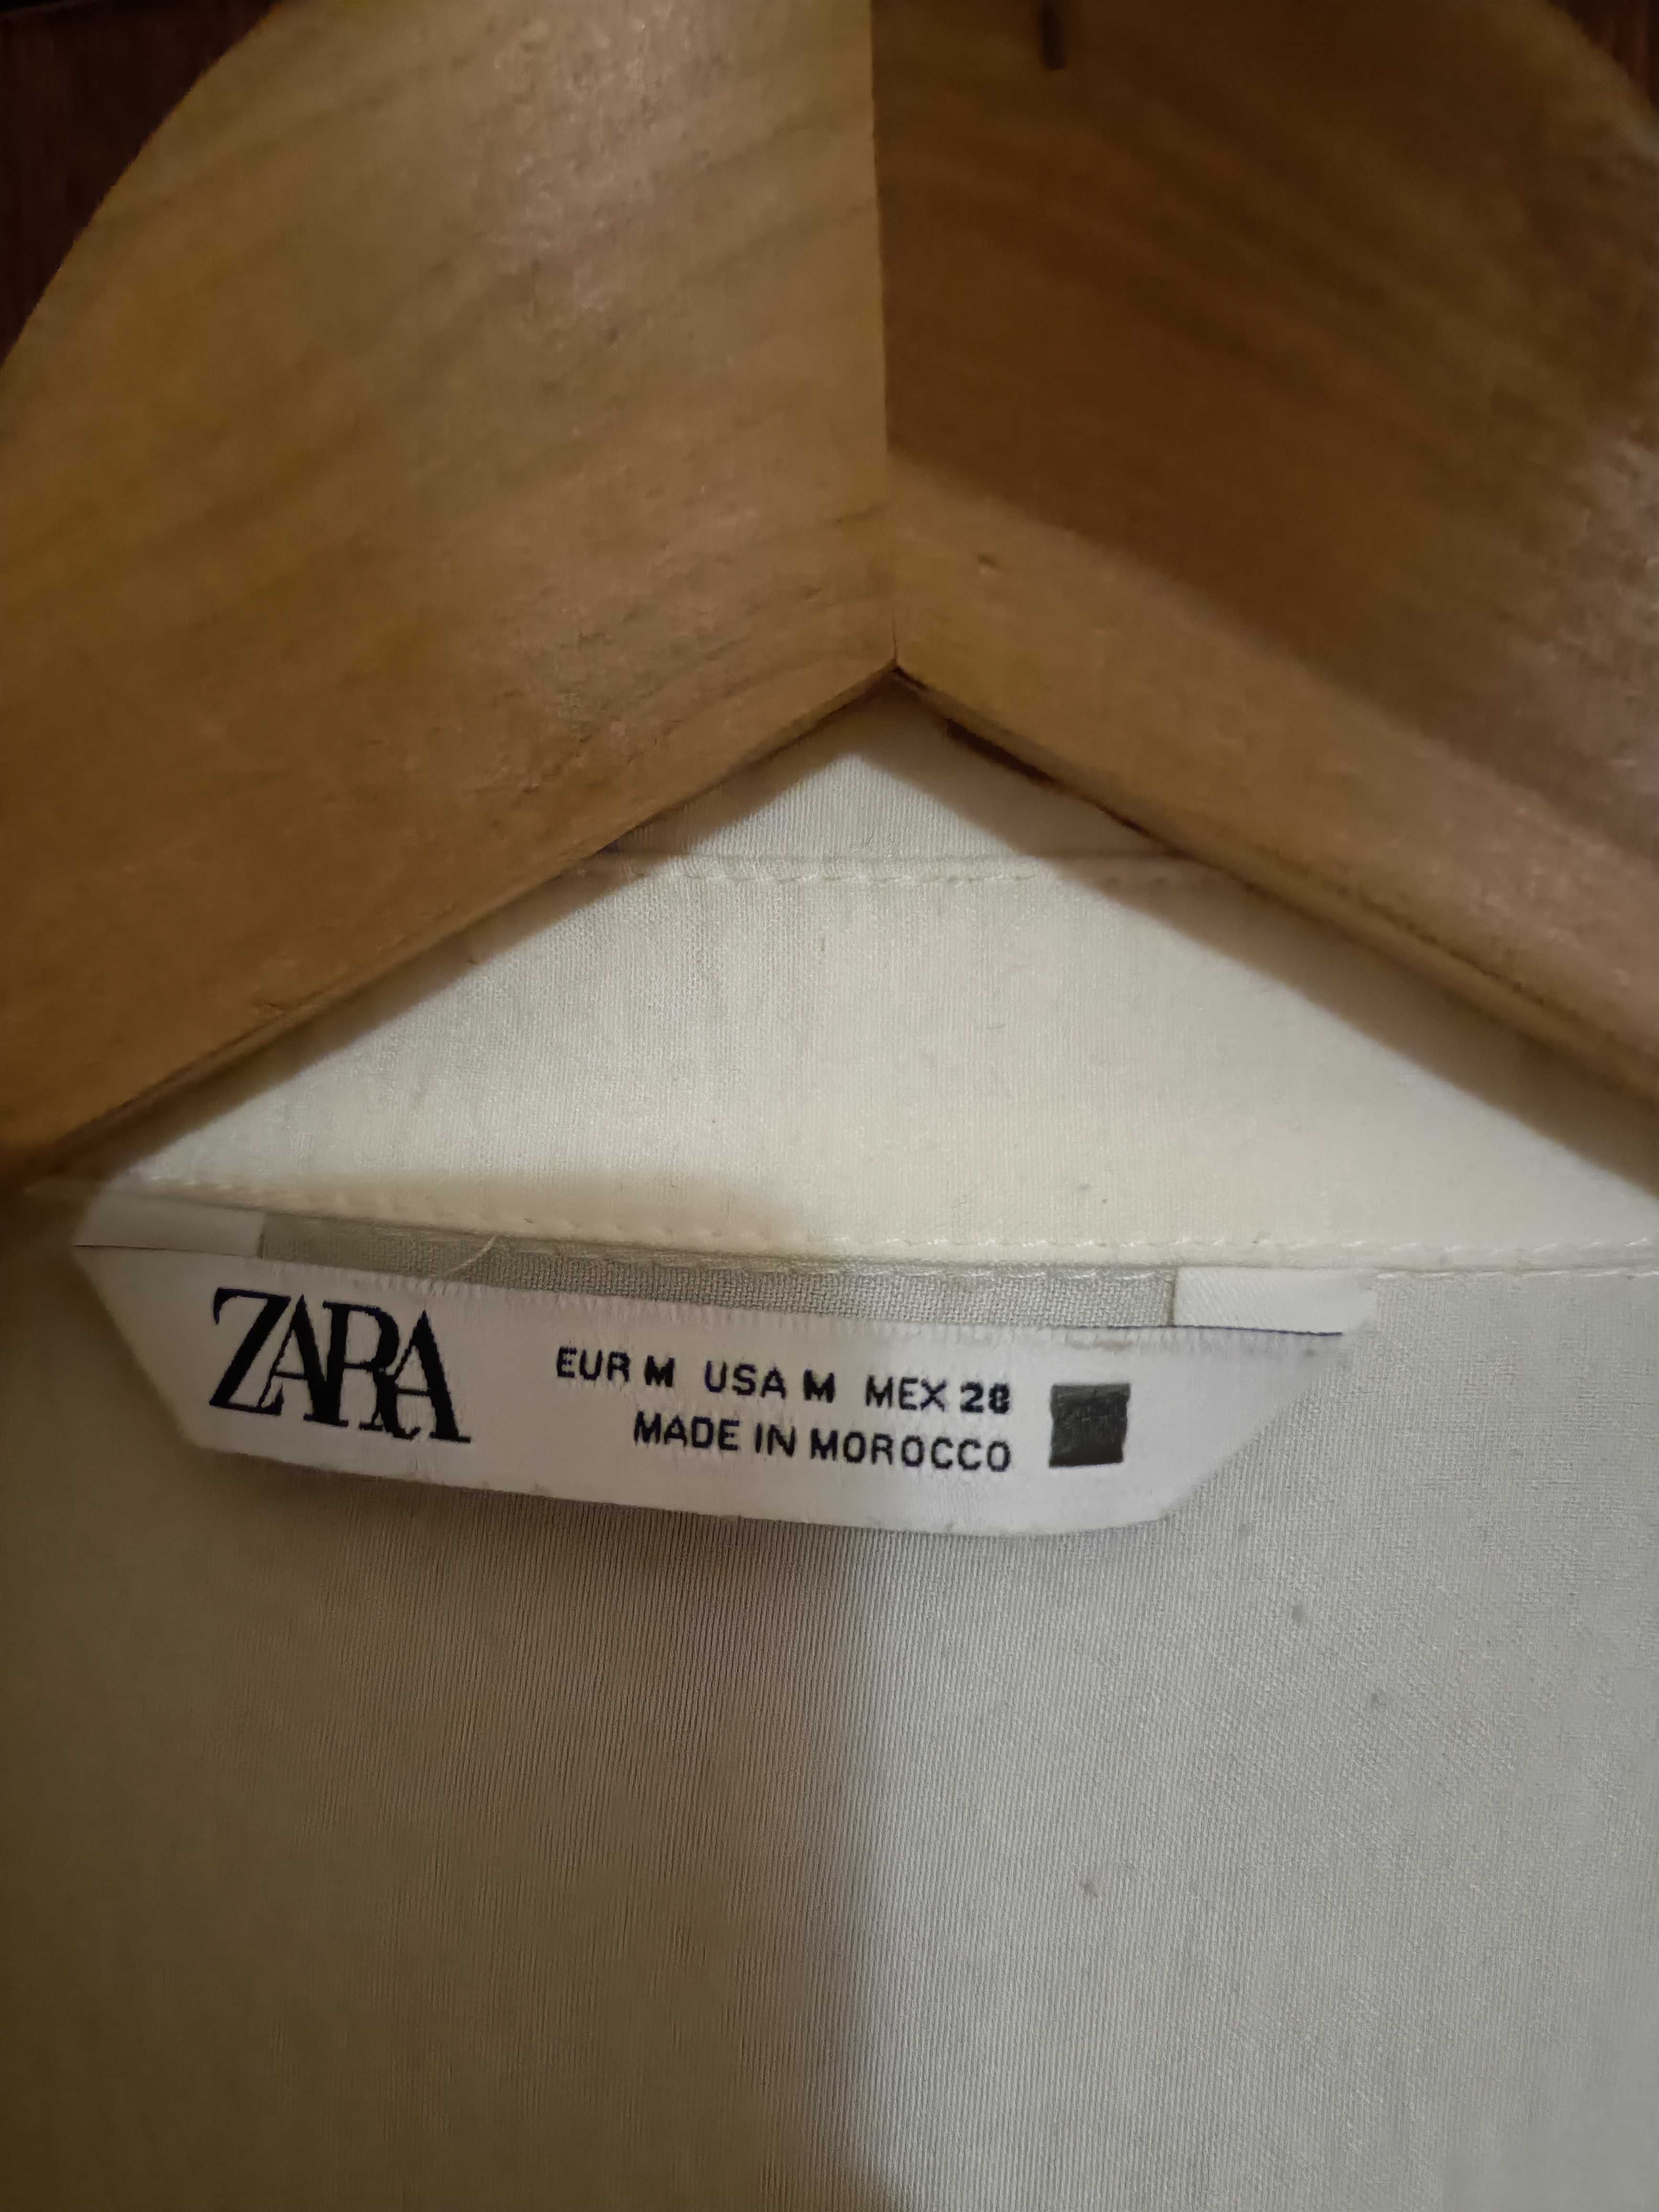 ZARA
EUR M USA M MEX 28
MADE IN MOROCCO